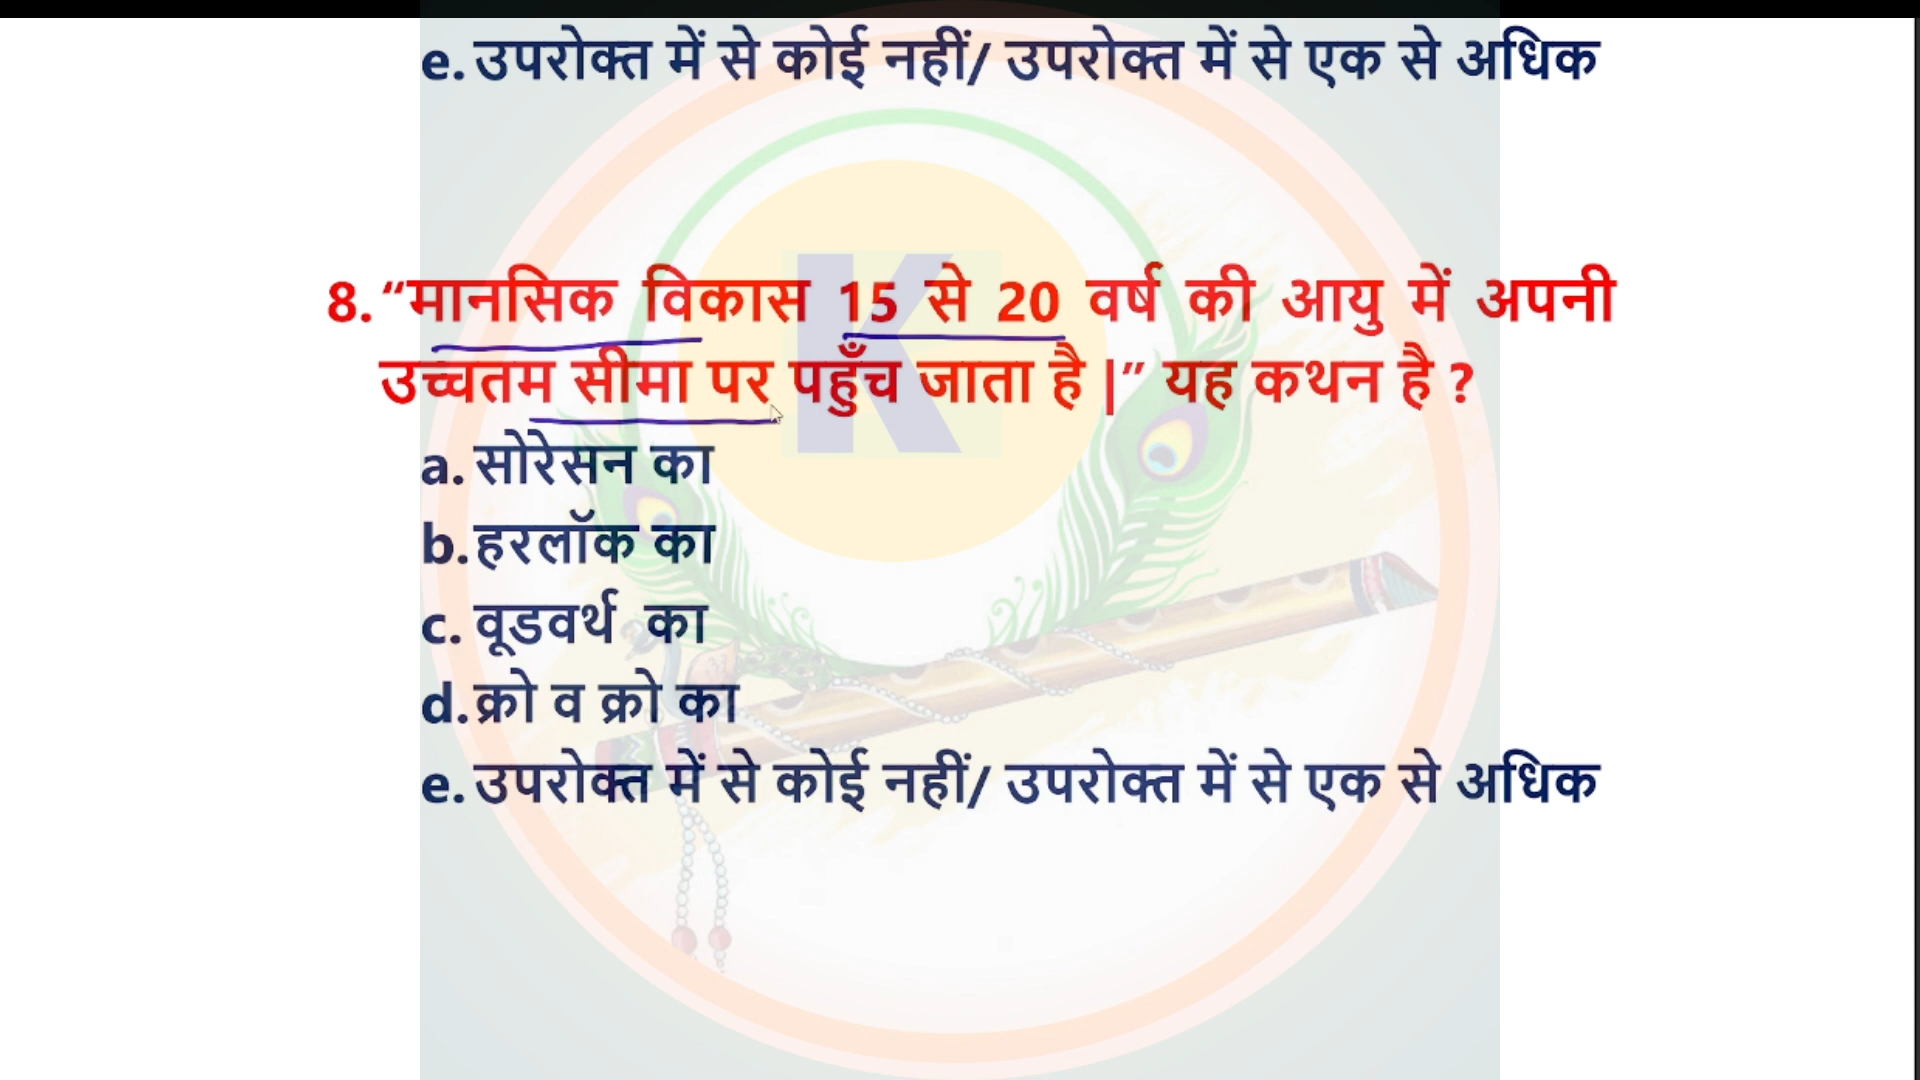 e. उपरोक्त में से कोई नहीं/ उपरोक्त में से एक से अधिक
8. “मानसिक विकास 15 से 20 वर्ष की आयु में अपनी
उच्चतम सीमा पर पहुँच जाता है |” यह कथन है ?
a. सोरेसन का
b. हरलॉक का
c. वूडवर्थ का
d. क्रो व क्रो का
e. उपरोक्त में से कोई नहीं/ उपरोक्त में से एक से अधिक
K